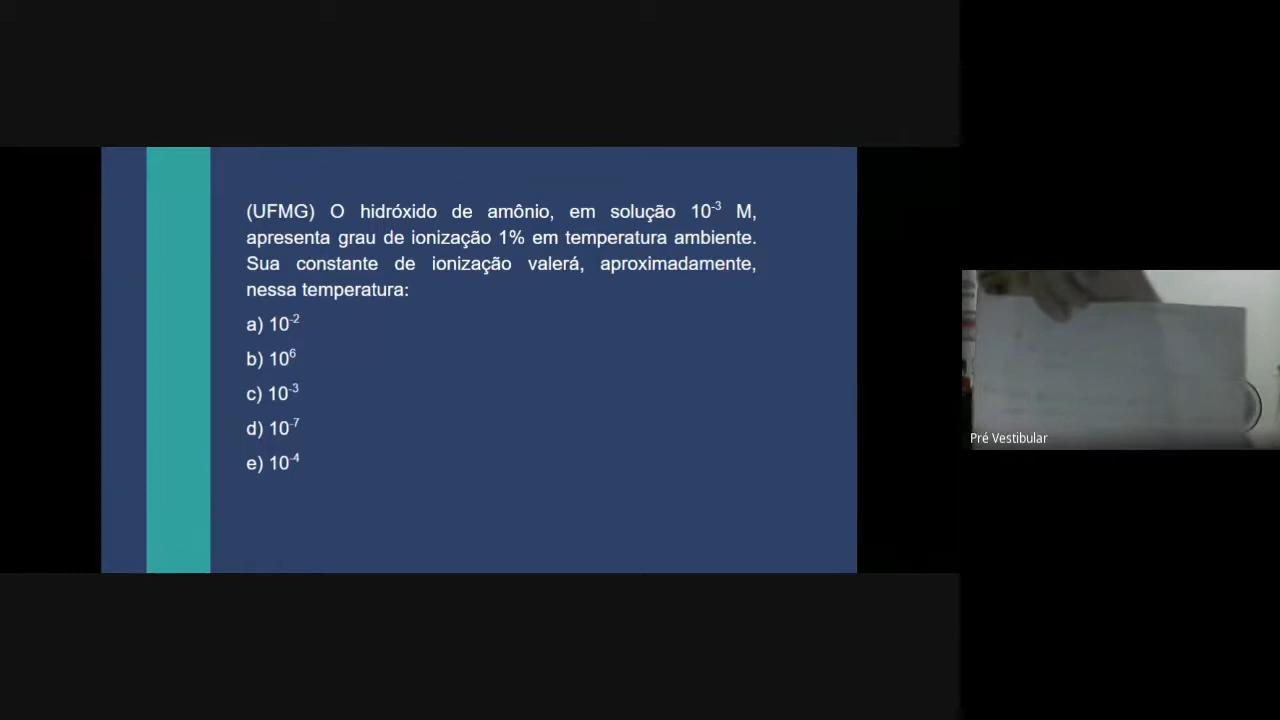 (UFMG) O hidróxido de amônio, em solução 10⁻³ M,
apresenta grau de ionização 1% em temperatura ambiente.
Sua constante de ionização valerá, aproximadamente,
nessa temperatura:
a) 10⁻²
b) 10⁶
c) 10⁻³
d) 10⁻⁷
e) 10⁻⁴
Pré Vestibular